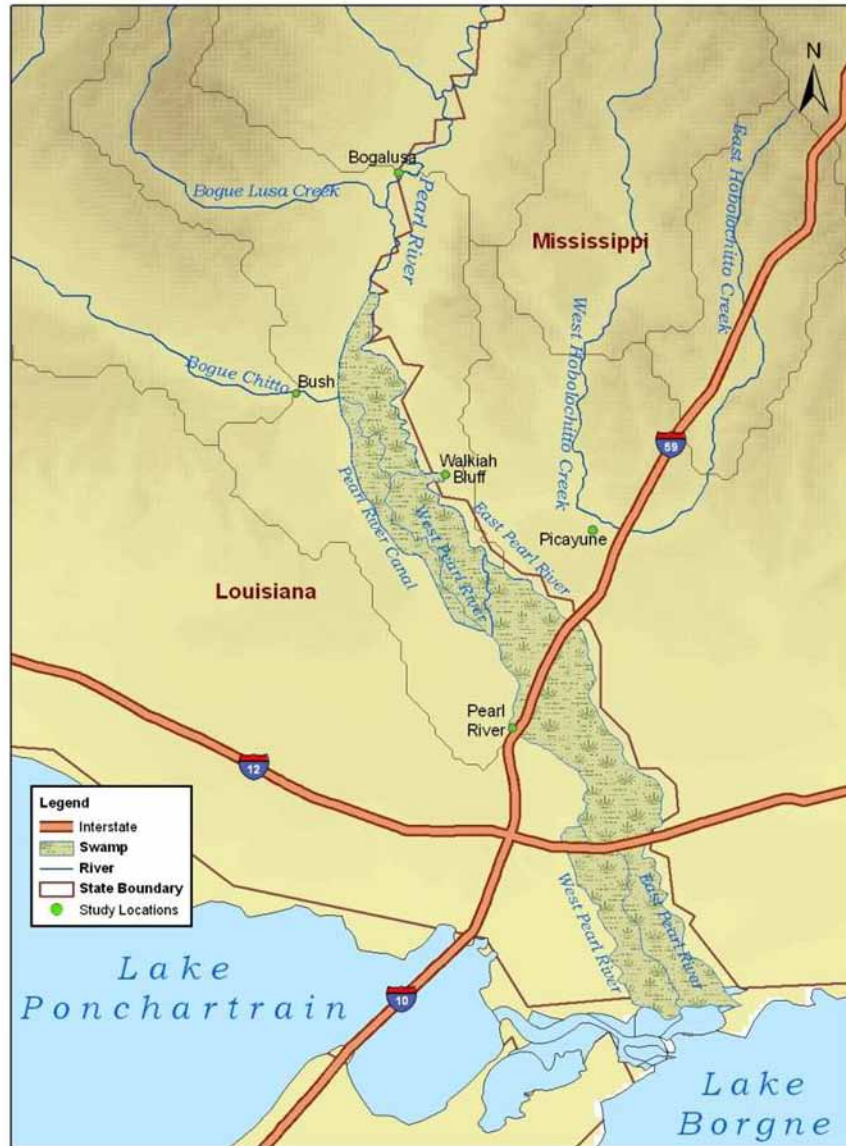 N
Bogalusa
Bogue Lusa Creek
Pearl River
Mississippi
East Hobolochitto Creek
West Hobolochitto Creek
Bogue Chitto
Bush
59
Walkiah
Bluff
Pearl River Canal
West Pearl River
East Pearl River
Picayune
Louisiana
Pearl
River
12
Legend
Interstate
Swamp
River
State Boundary
Study Locations
West Pearl River
East Pearl River
Lake
Ponchartrain
10
Lake
Borgne